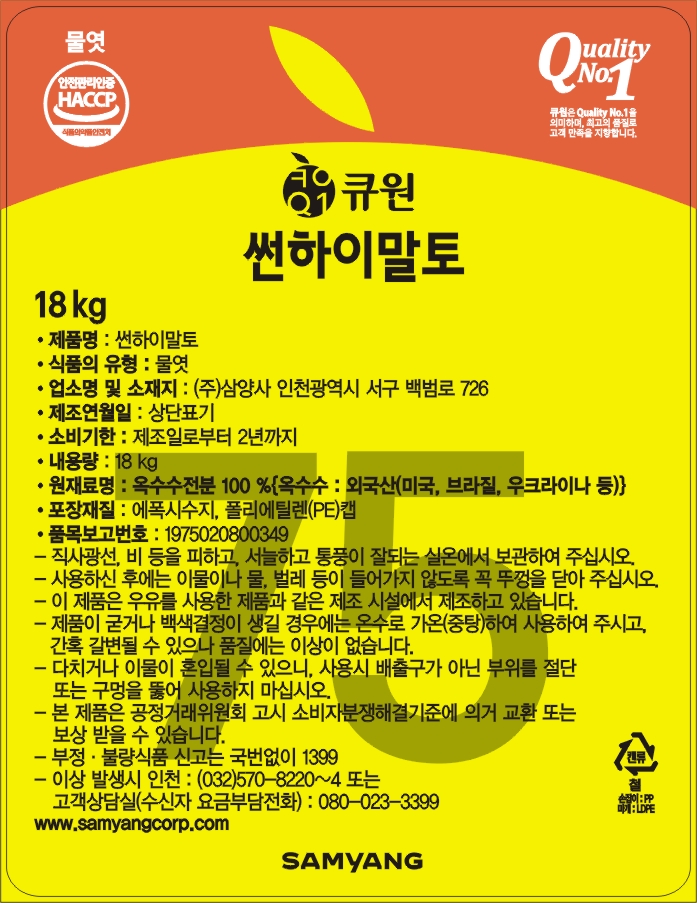 물엿
안전관리인증
HACCP
식품의약품안전처
Quality
No.1
큐원은 Quality No.1을
의미하며, 최고의 품질로
고객 만족을 지향합니다.
Q1
큐원
썬하이말토
18 kg
• 제품명 : 썬하이말토
• 식품의 유형 : 물엿
• 업소명 및 소재지 : (주)삼양사 인천광역시 서구 백범로 726
• 제조연월일 : 상단표기
• 소비기한 : 제조일로부터 2년까지
• 내용량 : 18 kg
• 원재료명 : 옥수수전분 100 %{옥수수 : 외국산(미국, 브라질, 우크라이나 등)}
• 포장재질 : 에폭시수지, 폴리에틸렌(PE)캡
• 품목보고번호 : 1975020800349
– 직사광선, 비 등을 피하고, 서늘하고 통풍이 잘되는 실온에서 보관하여 주십시오.
– 사용하신 후에는 이물이나 물, 벌레 등이 들어가지 않도록 꼭 뚜껑을 닫아 주십시오.
– 이 제품은 우유를 사용한 제품과 같은 제조 시설에서 제조하고 있습니다.
– 제품이 굳거나 백색결정이 생길 경우에는 온수로 가온(중탕)하여 사용하여 주시고,
간혹 갈변될 수 있으나 품질에는 이상이 없습니다.
– 다치거나 이물이 혼입될 수 있으니, 사용시 배출구가 아닌 부위를 절단
또는 구멍을 뚫어 사용하지 마십시오.
– 본 제품은 공정거래위원회 고시 소비자분쟁해결기준에 의거 교환 또는
보상 받을 수 있습니다.
– 부정 · 불량식품 신고는 국번없이 1399
– 이상 발생시 인천 : (032)570–8220~4 또는
고객상담실(수신자 요금부담전화) : 080–023–3399
www.samyangcorp.com
75
캔류
철
손잡이 : PP
마개 : LDPE
SAMYANG